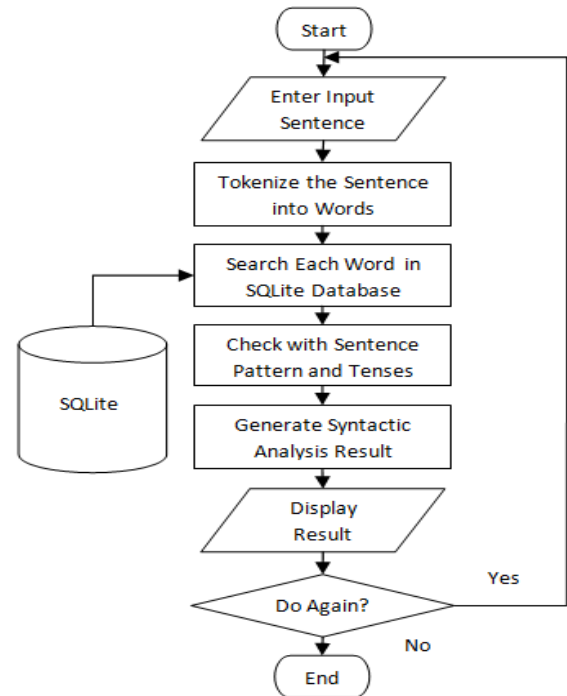 Start
Enter Input
Sentence
Tokenize the Sentence
into Words
Search Each Word in
SQLite Database
SQLite
Check with Sentence
Pattern and Tenses
Generate Syntactic
Analysis Result
Display
Result
Do Again?
Yes
No
End